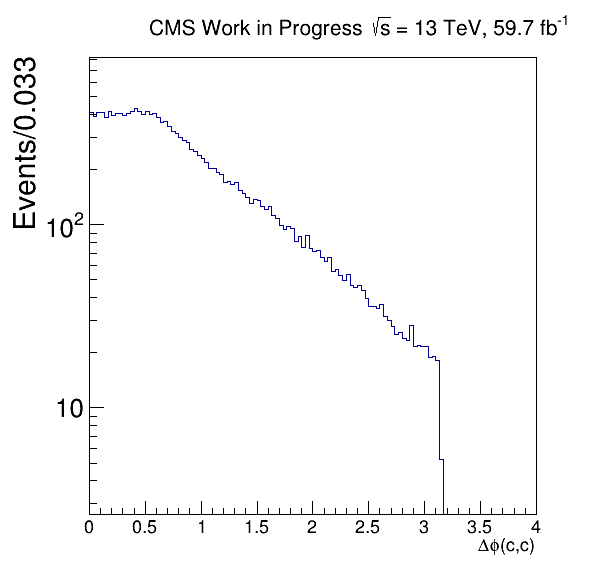 CMS Work in Progress √s = 13 TeV, 59.7 fb⁻¹
Events/0.033
10²
10
0 0.5 1 1.5 2 2.5 3 3.5 4
Δϕ(c,c)